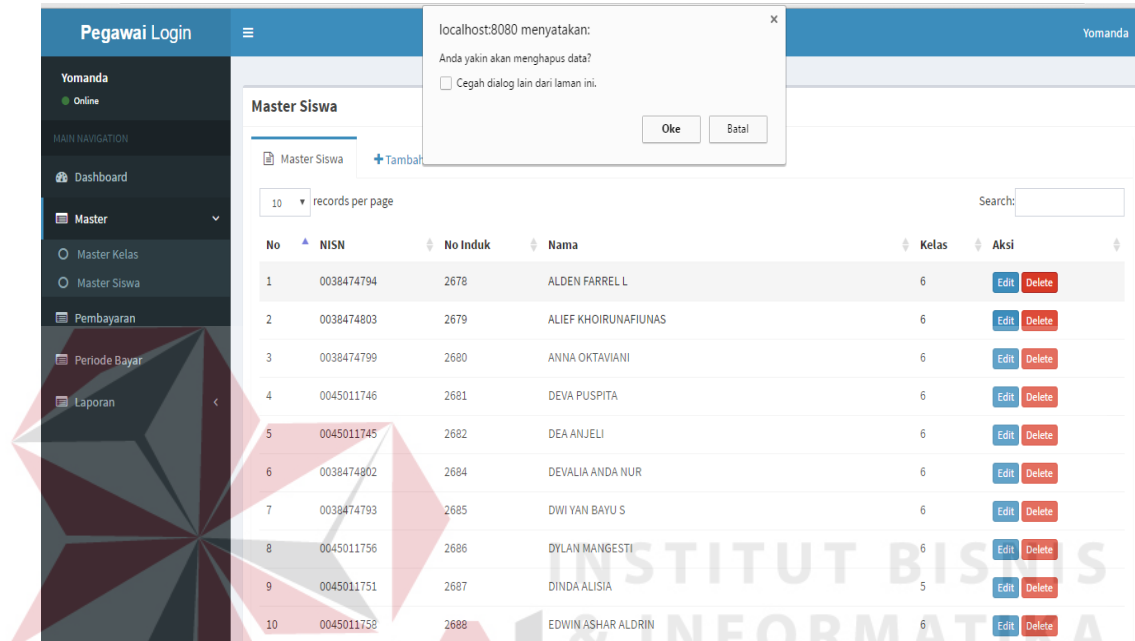 Pegawai Login
Yomanda
Yomanda
Online
MAIN NAVIGATION
Dashboard
Master
Master Kelas
Master Siswa
Pembayaran
Periode Bayar
Laporan
localhost:8080 menyatakan:
x
Anda yakin akan menghapus data?
Cegah dialog lain dari laman ini.
Oke Batal
Master Siswa
Master Siswa +Tambah
10 records per page Search:
No NISN No Induk Nama Kelas Aksi
1 0038474794 2678 ALDEN FARREL L 6 Edit Delete
2 0038474803 2679 ALIEF KHOIRUNAFIUNAS 6 Edit Delete
3 0038474799 2680 ANNA OKTAVIANI 6 Edit Delete
4 0045011746 2681 DEVA PUSPITA 6 Edit Delete
5 0045011745 2682 DEA ANJELI 6 Edit Delete
6 0038474802 2684 DEVALIA ANDA NUR 6 Edit Delete
7 0038474793 2685 DWI YAN BAYU S 6 Edit Delete
8 0045011756 2686 DYLAN MANGESTI 6 Edit Delete
9 0045011751 2687 DINDA ALISIA 5 Edit Delete
10 0045011758 2688 EDWIN ASHAR ALDRIN 6 Edit Delete
INSTITUT BISNIS
& INFORMATIKA